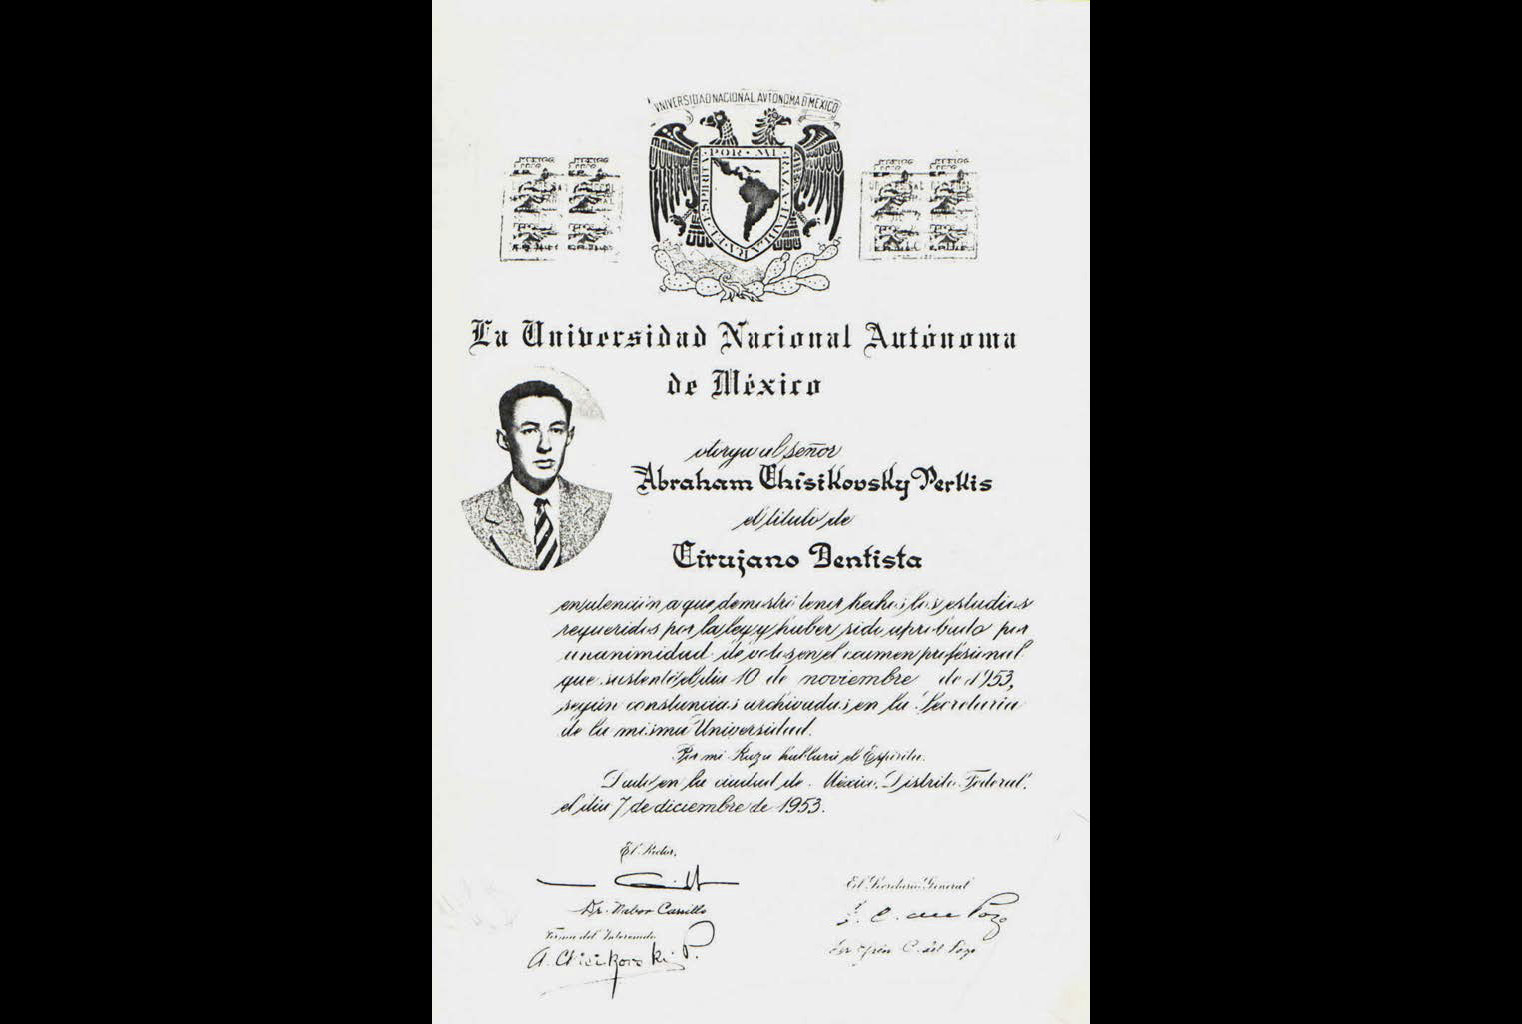 UNIVERSIDAD NACIONAL AVTONOMA D MEXICO
POR · MI · RAZA HABLARA EL ESPIRITU
La Universidad Nacional Autónoma
de México
otorga al señor
Abraham Chisikovsky Perkis
el título de
Cirujano Dentista
en atención a que demostró tener hechos los estudios
requeridos por la ley y haber sido aprobado por
unanimidad de votos en el examen profesional
que sustentó el día 10 de noviembre de 1953,
según constancias archivadas en la Secretaría
de la misma Universidad.
Por mi Raza hablará el Espíritu.
Dado en la ciudad de México, Distrito Federal,
el día 7 de diciembre de 1953.
El Rector,
Dr. Nabor Carrillo
El Secretario General
Dr. Efrén C. del Pozo
Firma del Interesado
A. Chisikovski P.